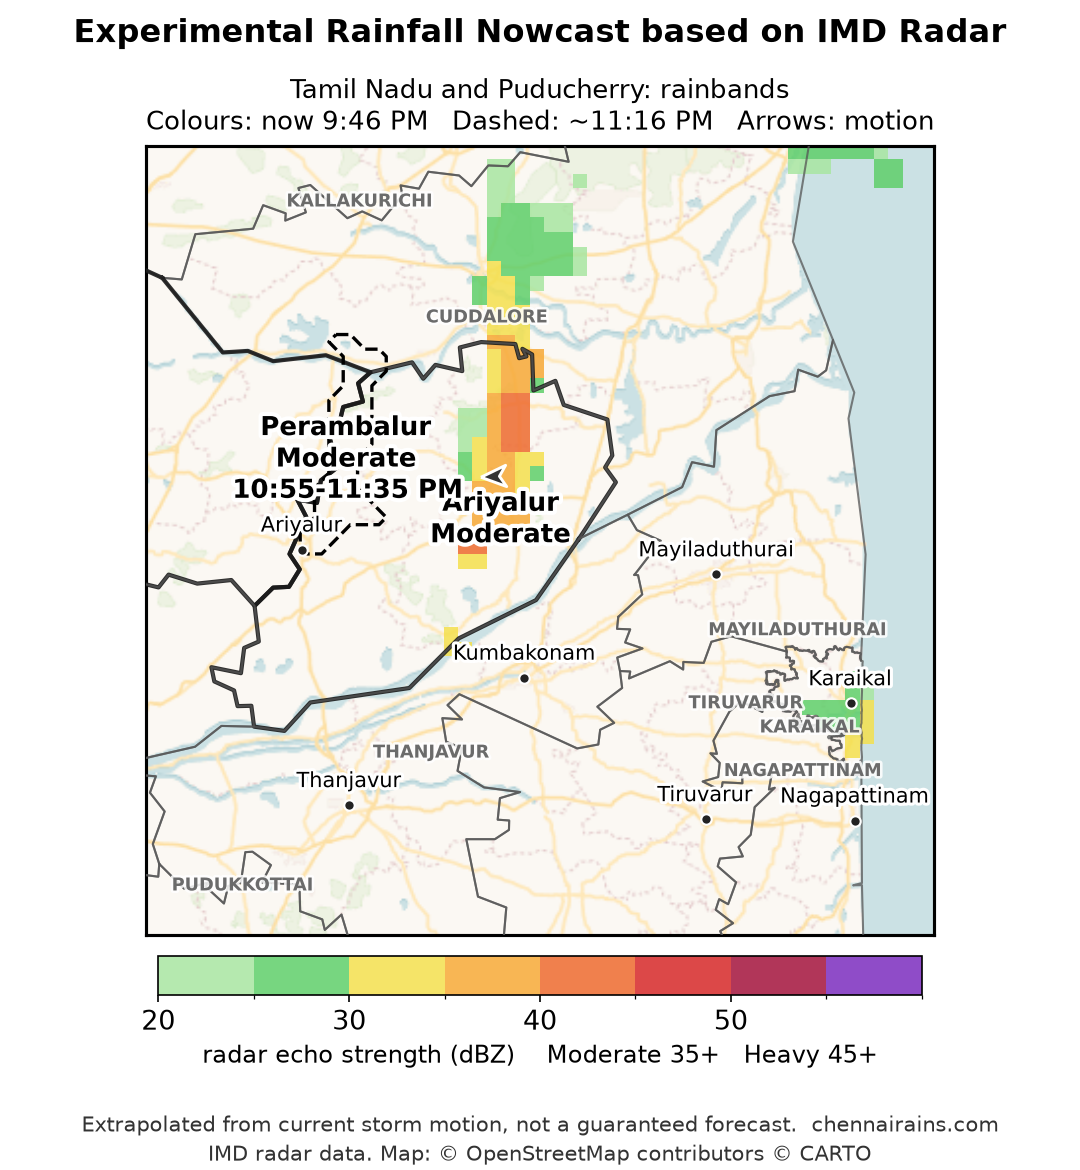 Experimental Rainfall Nowcast based on IMD Radar
Tamil Nadu and Puducherry: rainbands
Colours: now 9:46 PM   Dashed: ~11:16 PM   Arrows: motion
KALLAKURICHI
CUDDALORE
Perambalur
Moderate
10:55-11:35 PM
Ariyalur
Moderate
Ariyalur
Mayiladuthurai
MAYILADUTHURAI
Kumbakonam
Karaikal
TIRUVARUR
KARAIKAL
THANJAVUR
NAGAPATTINAM
Thanjavur
Tiruvarur
Nagapattinam
PUDUKKOTTAI
20 30 40 50
radar echo strength (dBZ)    Moderate 35+   Heavy 45+
Extrapolated from current storm motion, not a guaranteed forecast.  chennairains.com
IMD radar data. Map: © OpenStreetMap contributors © CARTO